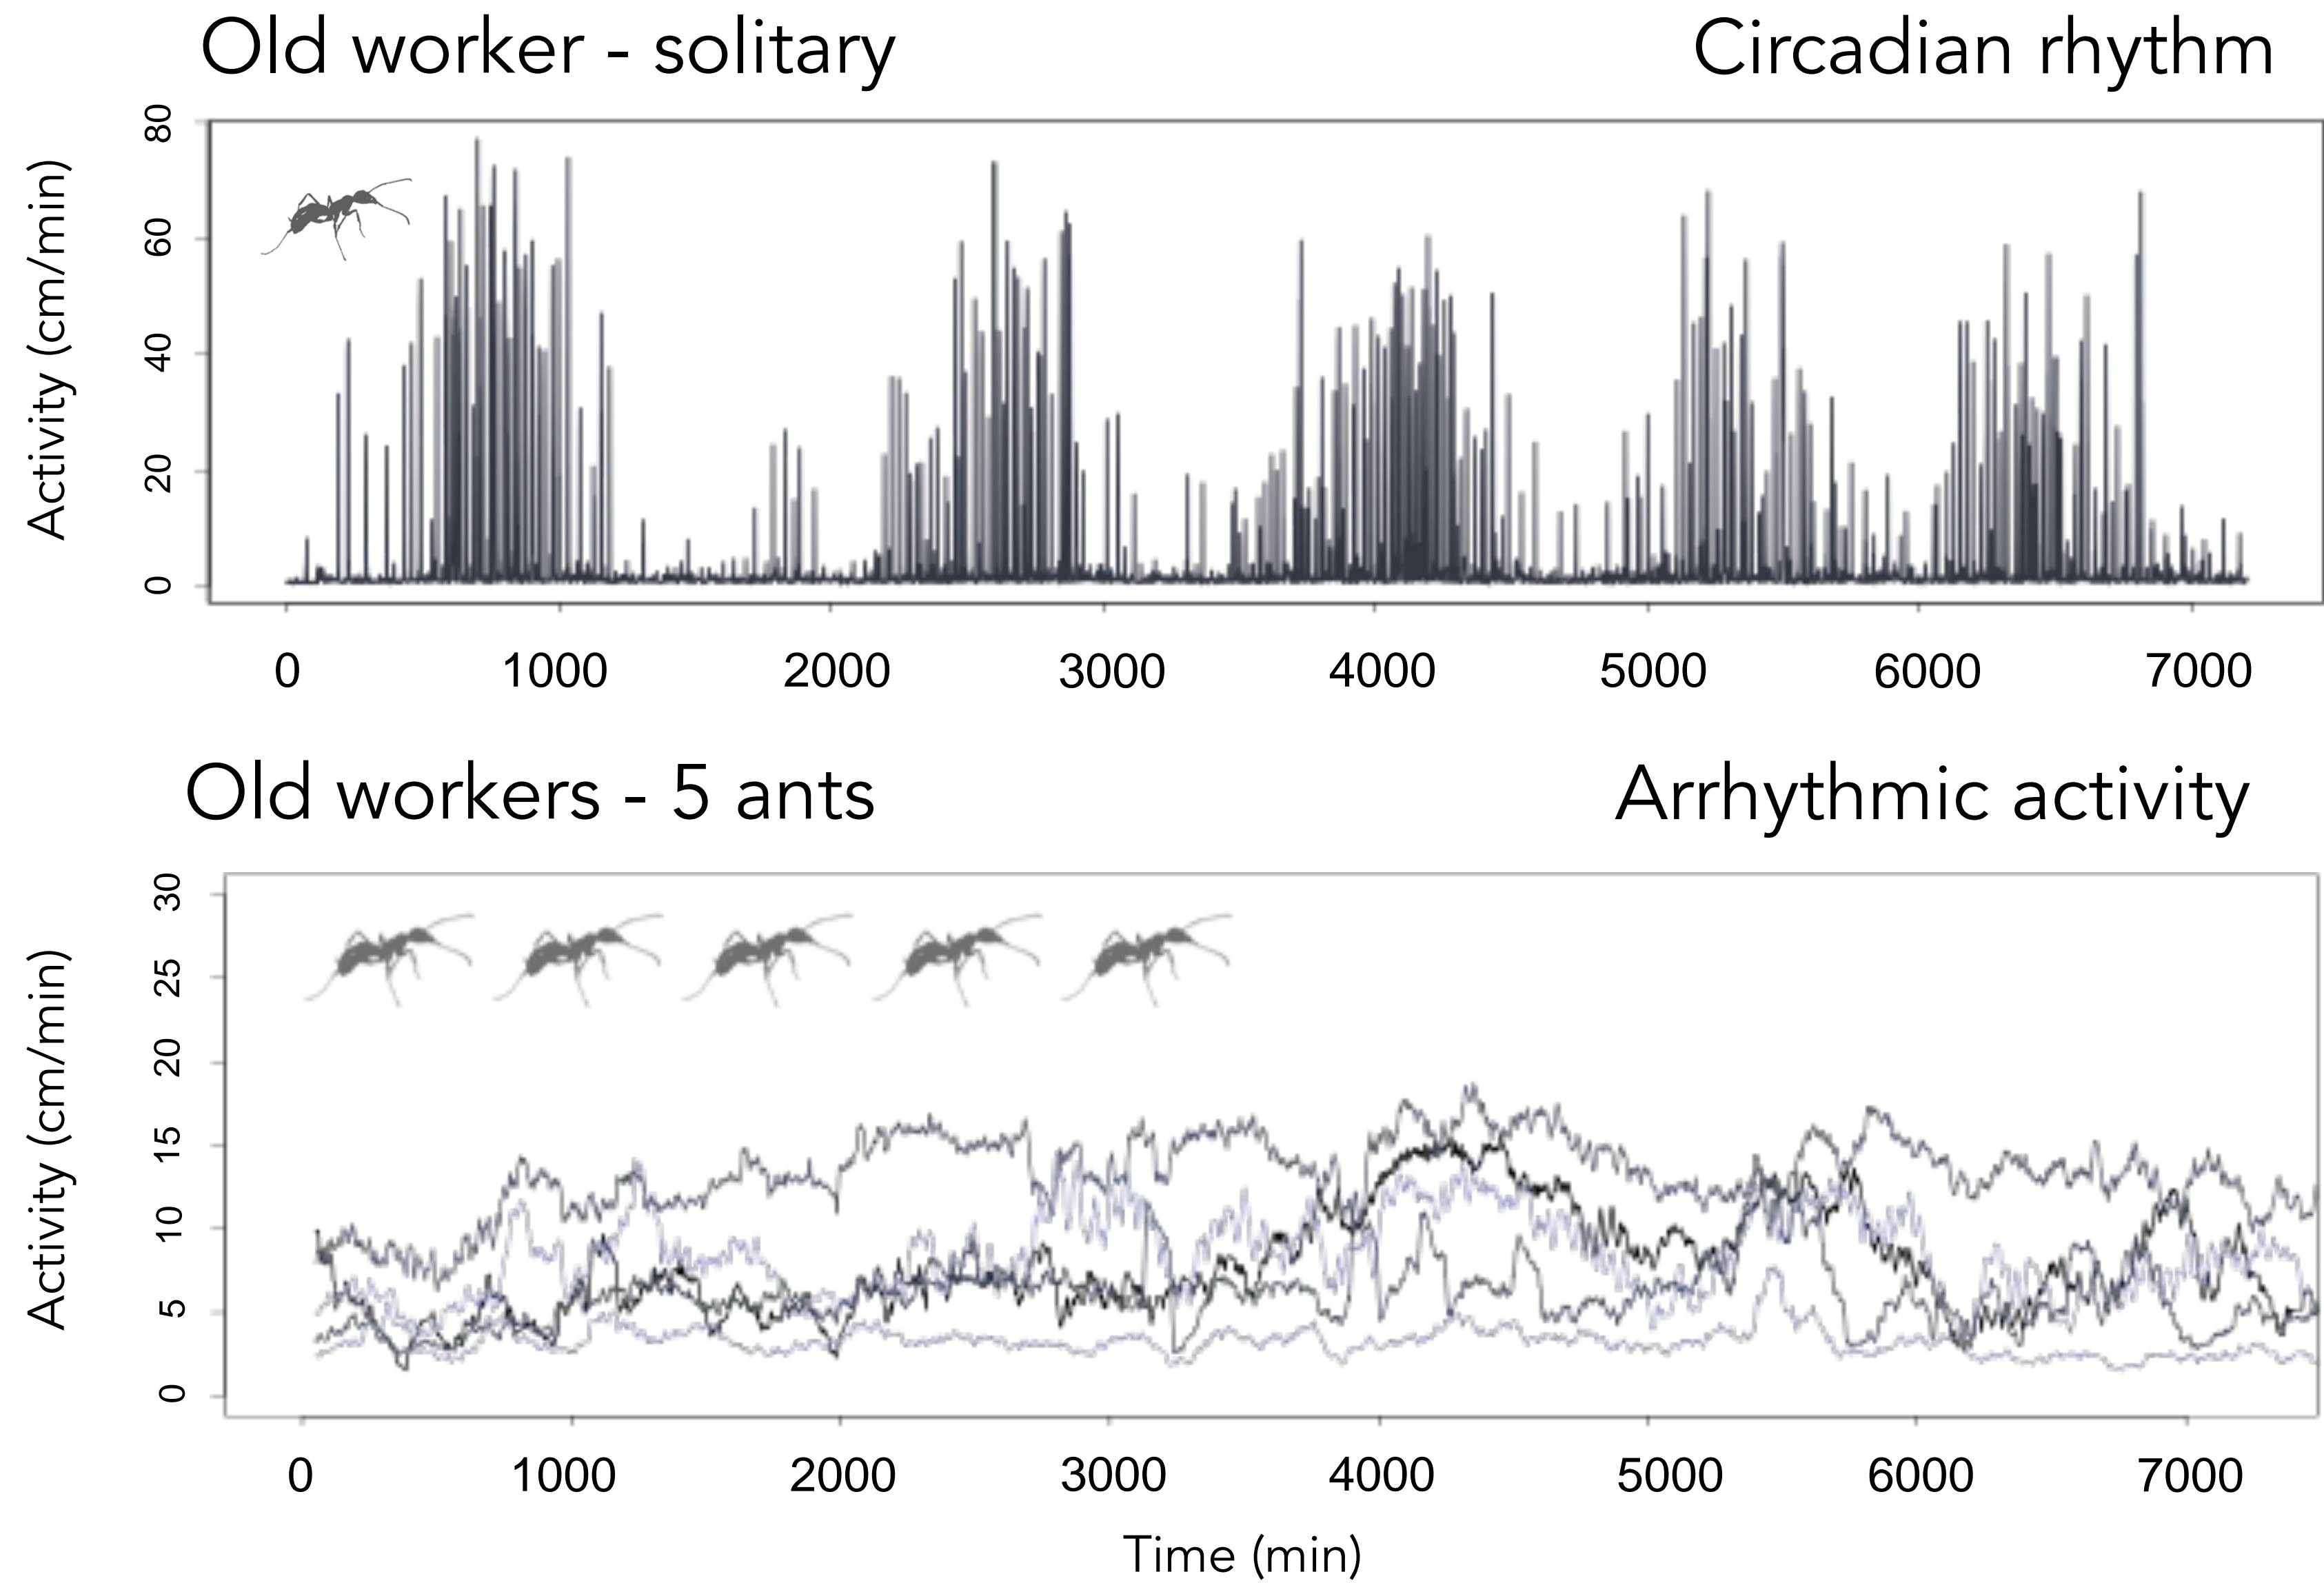 Old worker - solitary Circadian rhythm
Activity (cm/min)
80
60
40
20
0
0 1000 2000 3000 4000 5000 6000 7000
Old workers - 5 ants Arrhythmic activity
Activity (cm/min)
30
25
20
15
10
5
0
0 1000 2000 3000 4000 5000 6000 7000
Time (min)